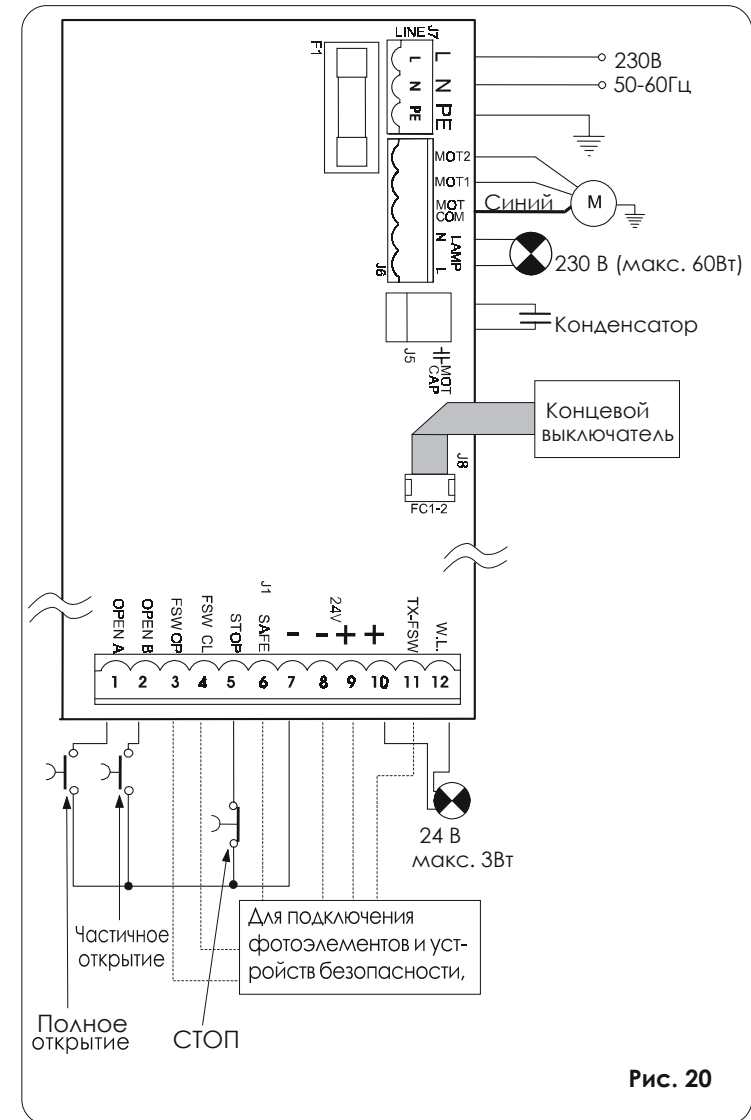 LINE J7
F1
L L
N N
PE PE
230В
50-60Гц
MOT2
MOT1
MOT
COM
Синий
M
N
L
LAMP
J6
230 В (макс. 60Вт)
J5
MOT
CAP
Конденсатор
Концевой
выключатель
J8
FC1-2
J1
24V
OPEN A
OPEN B
FSW OP
FSW CL
STOP
SAFE
- - + +
TX-FSW
W.L.
1 2 3 4 5 6 7 8 9 10 11 12
24 В
макс. 3Вт
Для подключения
фотоэлементов и уст-
ройств безопасности,
Частичное
открытие
Полное
открытие
СТОП
Рис. 20